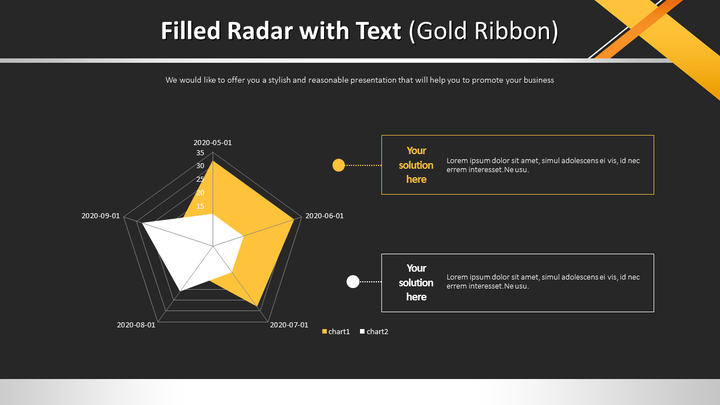 Filled Radar with Text (Gold Ribbon)
We would like to offer you a stylish and reasonable presentation that will help you to promote your business
2020-05-01
35
30
25
20
15
2020-09-01
2020-06-01
2020-08-01
2020-07-01
chart1
chart2
Your
solution
here
Lorem ipsum dolor sit amet, simul adolescens ei vis, id nec
errem interesset.Ne usu.
Your
solution
here
Lorem ipsum dolor sit amet, simul adolescens ei vis, id nec
errem interesset.Ne usu.